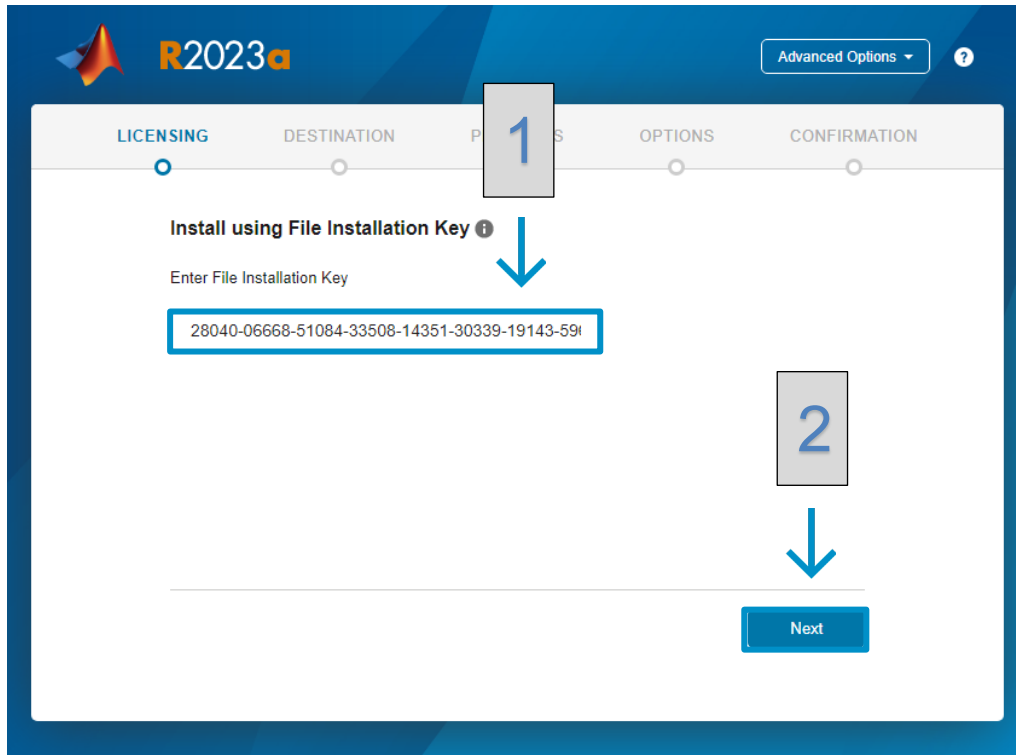 R2023a
Advanced Options
?
LICENSING DESTINATION OPTIONS CONFIRMATION
1
Install using File Installation Key i
Enter File Installation Key
28040-06668-51084-33508-14351-30339-19143-59
2
Next